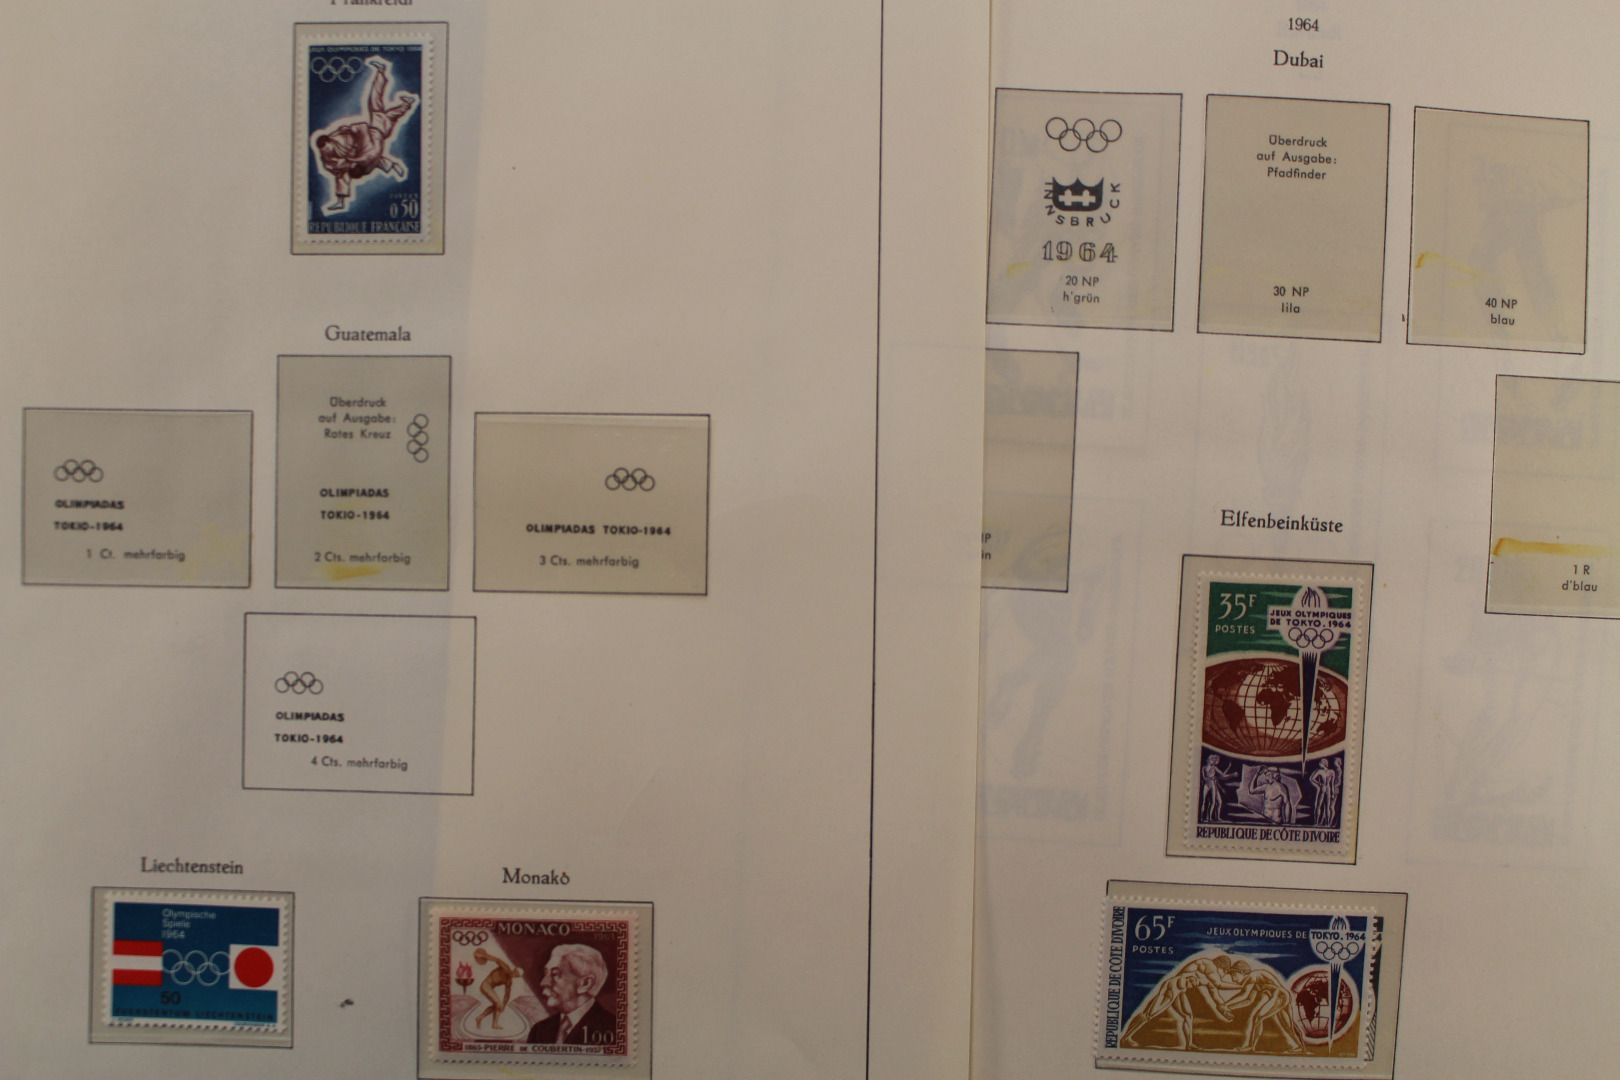 Frankreich
JEUX OLYMPIQUES DE TOKYO 1964
0,50
REPUBLIQUE FRANÇAISE
Guatemala
OLIMPIADAS
TOKIO-1964
1 Ct. mehrfarbig
Überdruck
auf Ausgabe:
Rotes Kreuz
OLIMPIADAS
TOKIO-1964
2 Cts. mehrfarbig
OLIMPIADAS TOKIO-1964
3 Cts. mehrfarbig
OLIMPIADAS
TOKIO-1964
4 Cts. mehrfarbig
Liechtenstein
Olympische
Spiele
1964
50
FUERSTENTUM LIECHTENSTEIN
Monako
MONACO
1963
1,00
1863-PIERRE DE COUBERTIN-1937
1964
Dubai
INNSBRUCK
1964
20 NP
h'grün
Überdruck
auf Ausgabe:
Pfadfinder
30 NP
lila
40 NP
blau
1 R
d'blau
Elfenbeinküste
35F
POSTES
JEUX OLYMPIQUES
DE TOKYO. 1964
REPUBLIQUE DE CÔTE D'IVOIRE
65F
POSTES
JEUX OLYMPIQUES DE TOKYO. 1964
REPUBLIQUE DE CÔTE D'IVOIRE